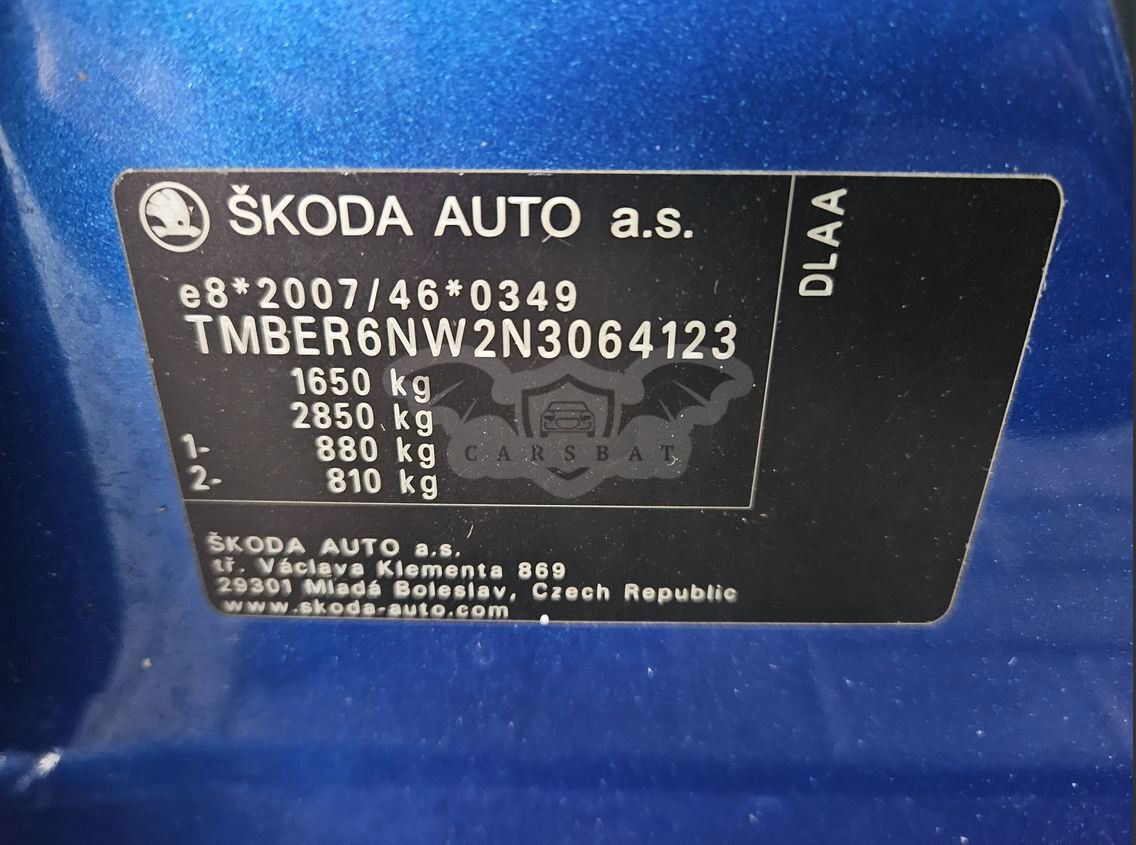 ŠKODA AUTO a.s.
DLAA
e8*2007/46*0349
TMBER6NW2N3064123
1650 kg
2850 kg
1- 880 kg
2- 810 kg
CARSBAT
ŠKODA AUTO a.s.
tř. Václava Klementa 869
29301 Mladá Boleslav, Czech Republic
www.skoda-auto.com